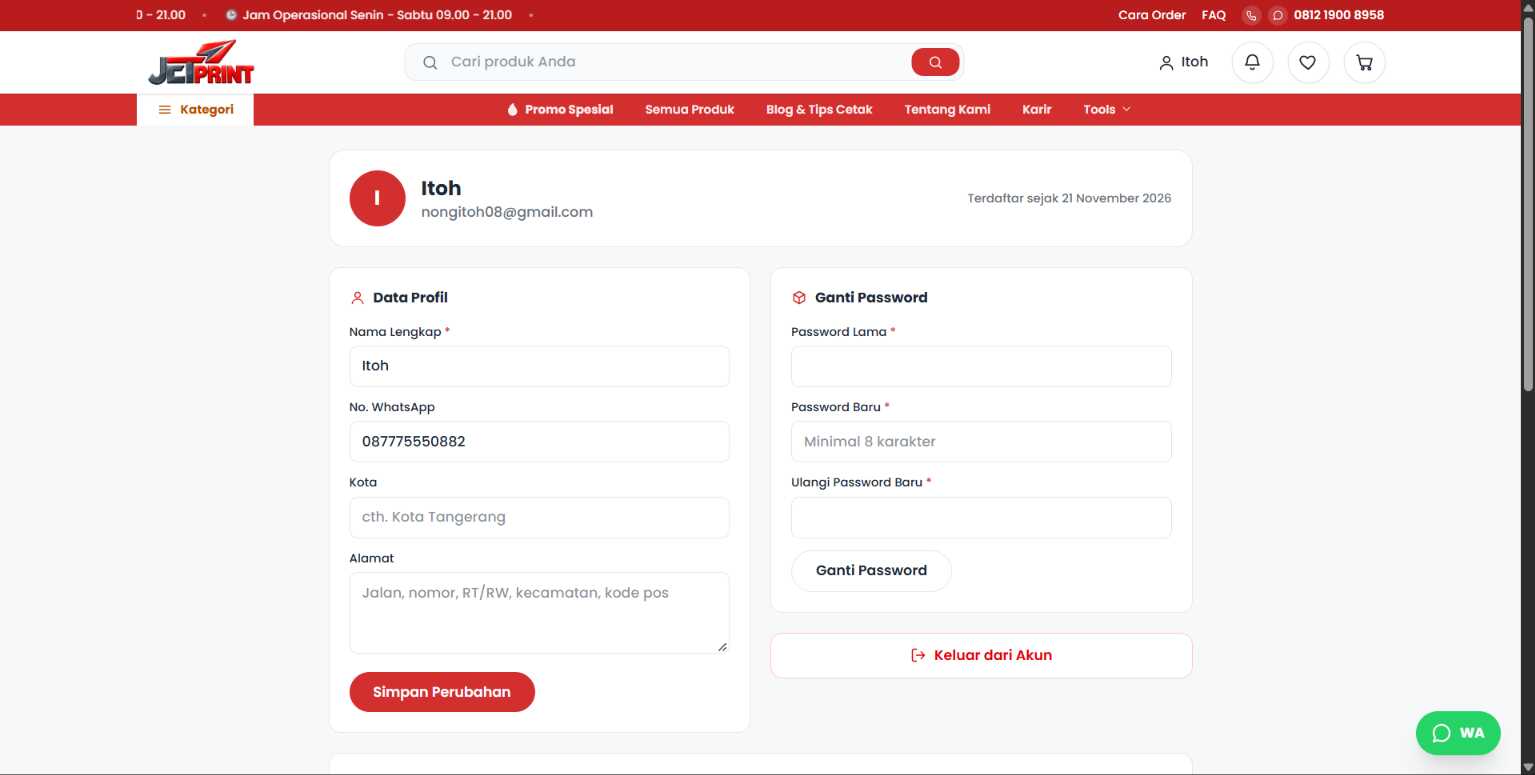 0 - 21.00 • Jam Operasional Senin - Sabtu 09.00 - 21.00 •
Cara Order FAQ 0812 1900 8958
JETPRINT
Cari produk Anda
Itoh
Kategori
Promo Spesial Semua Produk Blog & Tips Cetak Tentang Kami Karir Tools
I
Itoh
nongitoh08@gmail.com
Terdaftar sejak 21 November 2026
Data Profil
Nama Lengkap *
Itoh
No. WhatsApp
087775550882
Kota
cth. Kota Tangerang
Alamat
Jalan, nomor, RT/RW, kecamatan, kode pos
Simpan Perubahan
Ganti Password
Password Lama *
Password Baru *
Minimal 8 karakter
Ulangi Password Baru *
Ganti Password
Keluar dari Akun
WA